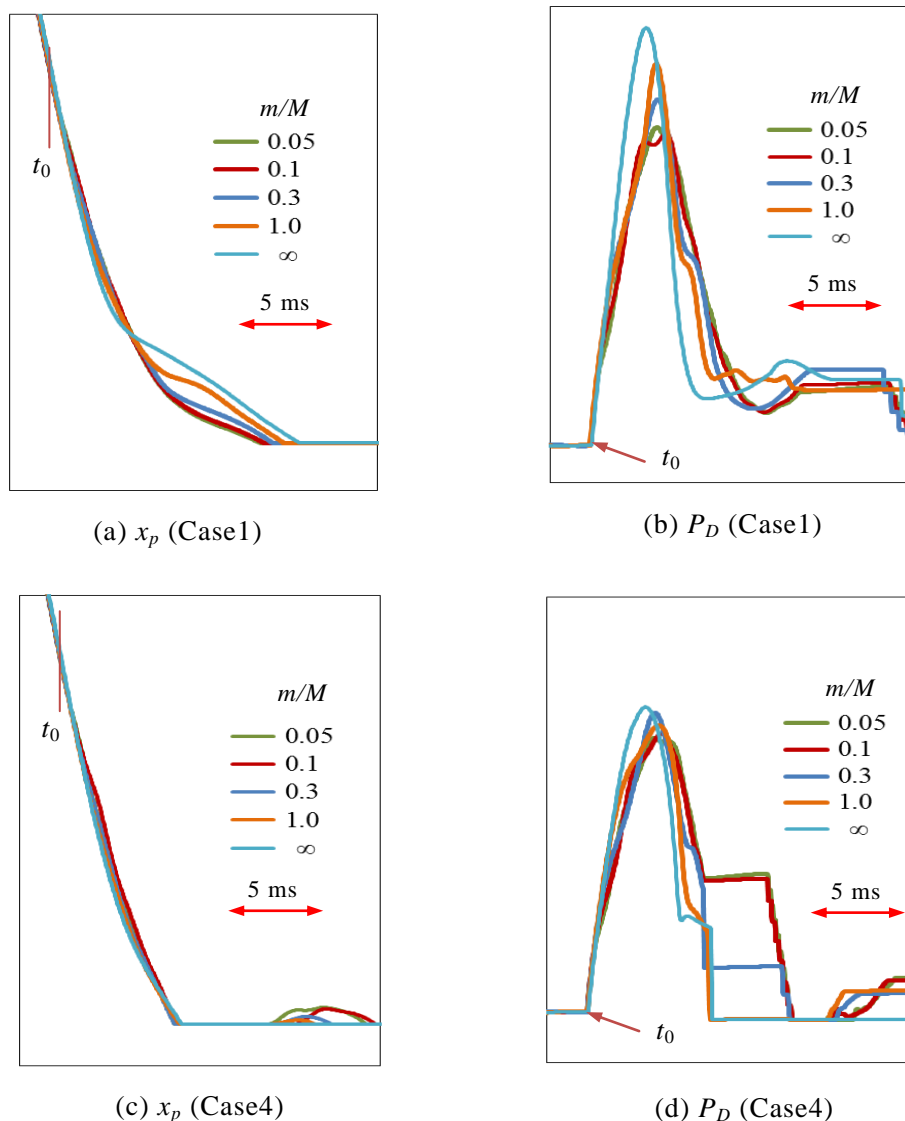 m/M
0.05
0.1
0.3
1.0
∞
t0
5 ms
(a) xp (Case1)
m/M
0.05
0.1
0.3
1.0
∞
5 ms
t0
(b) PD (Case1)
m/M
0.05
0.1
0.3
1.0
∞
t0
5 ms
(c) xp (Case4)
m/M
0.05
0.1
0.3
1.0
∞
5 ms
t0
(d) PD (Case4)